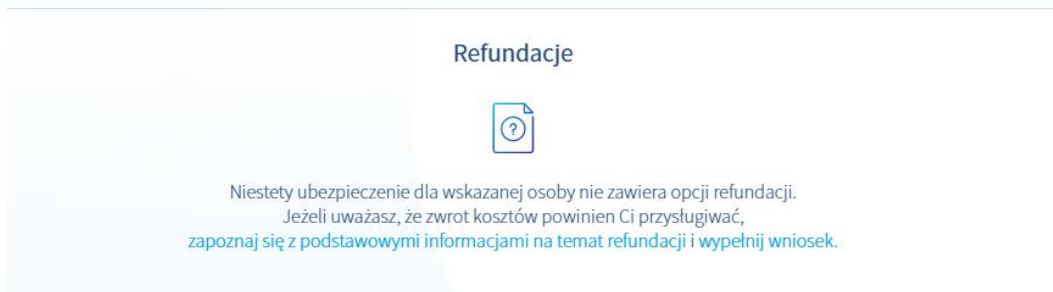 Refundacje
?
Niestety ubezpieczenie dla wskazanej osoby nie zawiera opcji refundacji.
Jeżeli uważasz, że zwrot kosztów powinien Ci przysługiwać,
zapoznaj się z podstawowymi informacjami na temat refundacji i wypełnij wniosek.